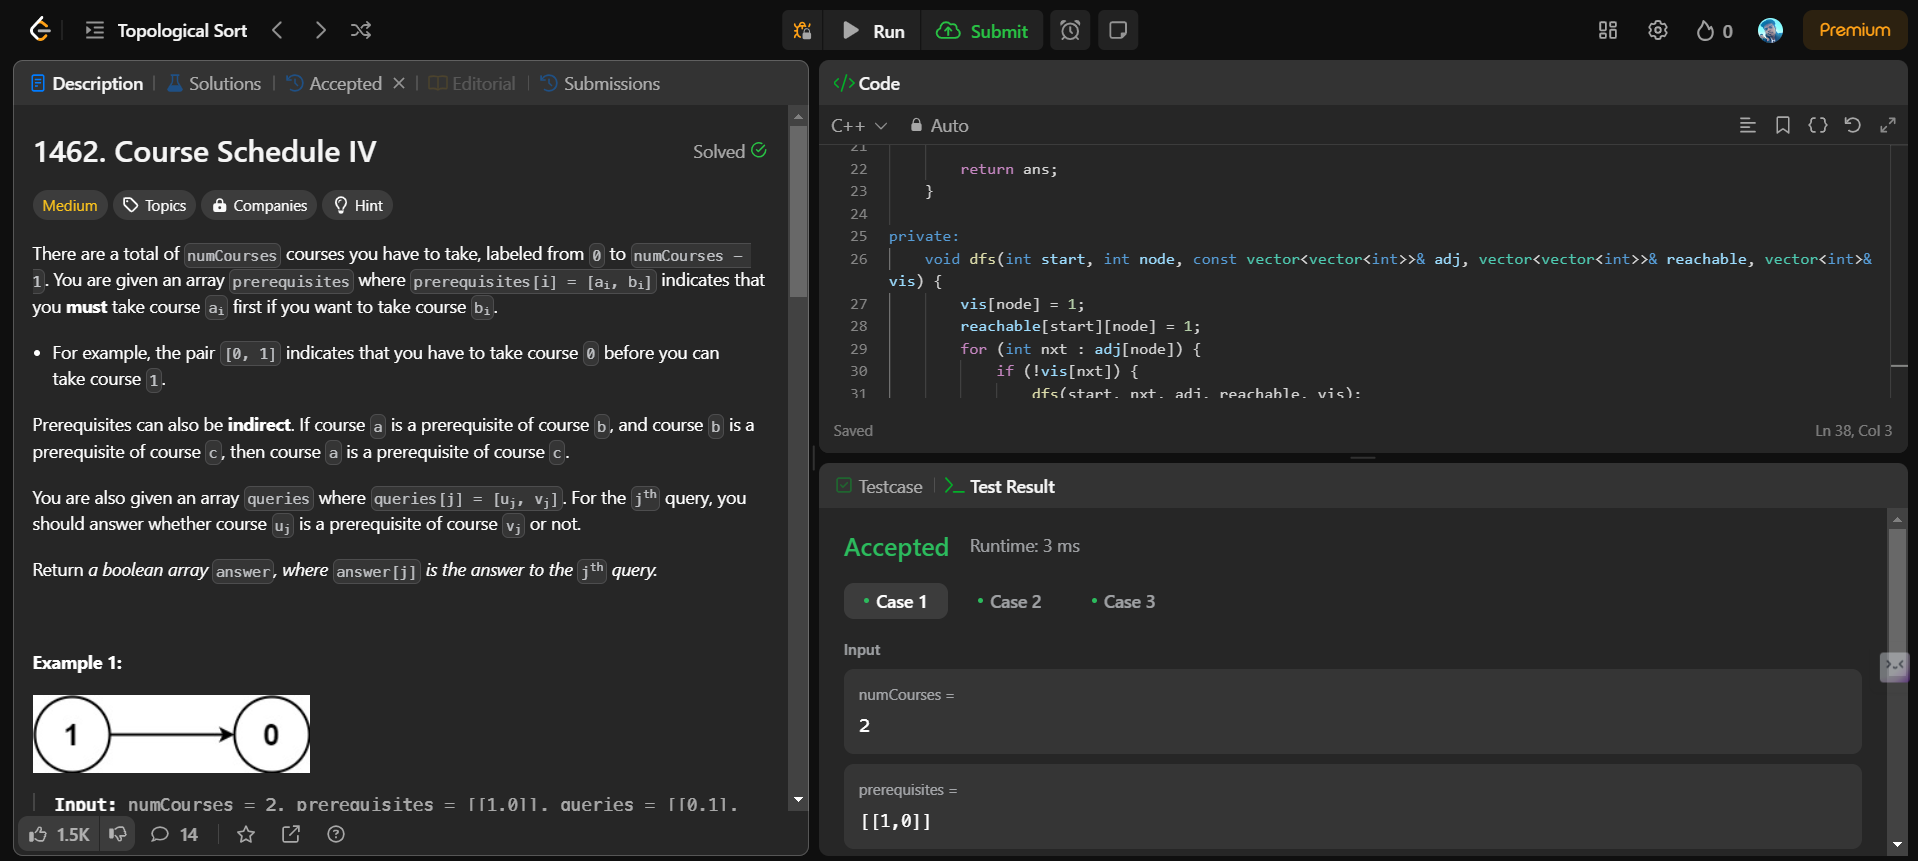 Topological Sort
Run
Submit
0
Premium
Description
Solutions
Accepted
Editorial
Submissions
1462. Course Schedule IV
Solved
Medium
Topics
Companies
Hint
There are a total of numCourses courses you have to take, labeled from 0 to numCourses -
1. You are given an array prerequisites where prerequisites[i] = [aᵢ, bᵢ] indicates that
you must take course aᵢ first if you want to take course bᵢ.
• For example, the pair [0, 1] indicates that you have to take course 0 before you can
take course 1.
Prerequisites can also be indirect. If course a is a prerequisite of course b, and course b is a
prerequisite of course c, then course a is a prerequisite of course c.
You are also given an array queries where queries[j] = [uⱼ, vⱼ]. For the jᵗʰ query, you
should answer whether course uⱼ is a prerequisite of course vⱼ or not.
Return a boolean array answer, where answer[j] is the answer to the jᵗʰ query.
Example 1:
1
0
Input: numCourses = 2, prerequisites = [[1,0]], queries = [[0,1],
1.5K
14
</> Code
C++
Auto
21
22 return ans;
23 }
24
25 private:
26 void dfs(int start, int node, const vector<vector<int>>& adj, vector<vector<int>>& reachable, vector<int>&
vis) {
27 vis[node] = 1;
28 reachable[start][node] = 1;
29 for (int nxt : adj[node]) {
30 if (!vis[nxt]) {
31 dfs(start, nxt, adj, reachable, vis);
Saved
Ln 38, Col 3
Testcase
Test Result
Accepted
Runtime: 3 ms
• Case 1
• Case 2
• Case 3
Input
numCourses =
2
prerequisites =
[[1,0]]